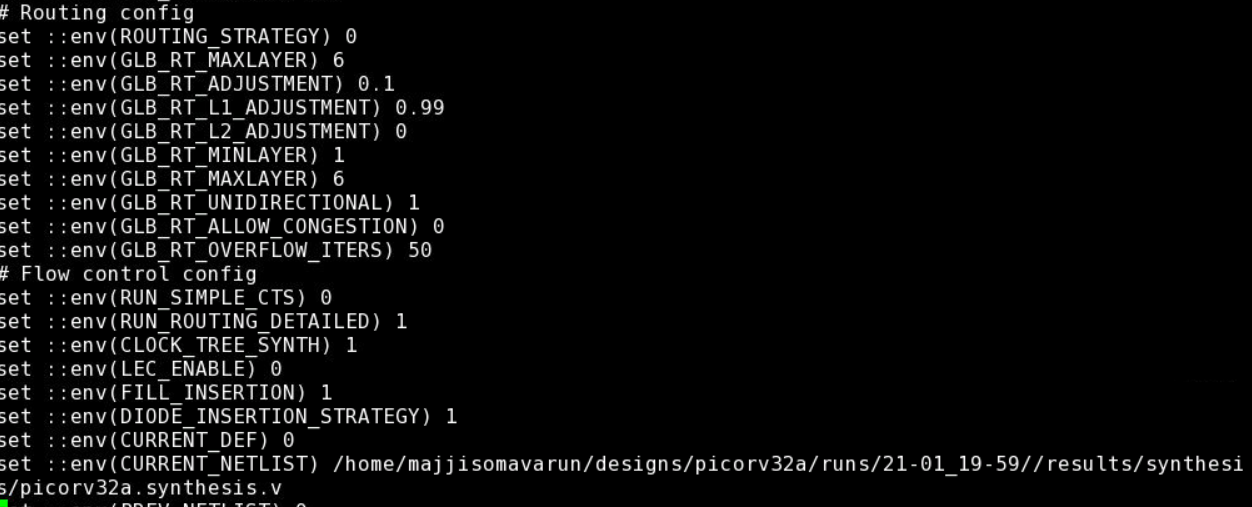 # Routing config
set ::env(ROUTING_STRATEGY) 0
set ::env(GLB_RT_MAXLAYER) 6
set ::env(GLB_RT_ADJUSTMENT) 0.1
set ::env(GLB_RT_L1_ADJUSTMENT) 0.99
set ::env(GLB_RT_L2_ADJUSTMENT) 0
set ::env(GLB_RT_MINLAYER) 1
set ::env(GLB_RT_MAXLAYER) 6
set ::env(GLB_RT_UNIDIRECTIONAL) 1
set ::env(GLB_RT_ALLOW_CONGESTION) 0
set ::env(GLB_RT_OVERFLOW_ITERS) 50
# Flow control config
set ::env(RUN_SIMPLE_CTS) 0
set ::env(RUN_ROUTING_DETAILED) 1
set ::env(CLOCK_TREE_SYNTH) 1
set ::env(LEC_ENABLE) 0
set ::env(FILL_INSERTION) 1
set ::env(DIODE_INSERTION_STRATEGY) 1
set ::env(CURRENT_DEF) 0
set ::env(CURRENT_NETLIST) /home/majjisomavarun/designs/picorv32a/runs/21-01_19-59//results/synthesi
s/picorv32a.synthesis.v
::env(PREV_NETLIST) 0